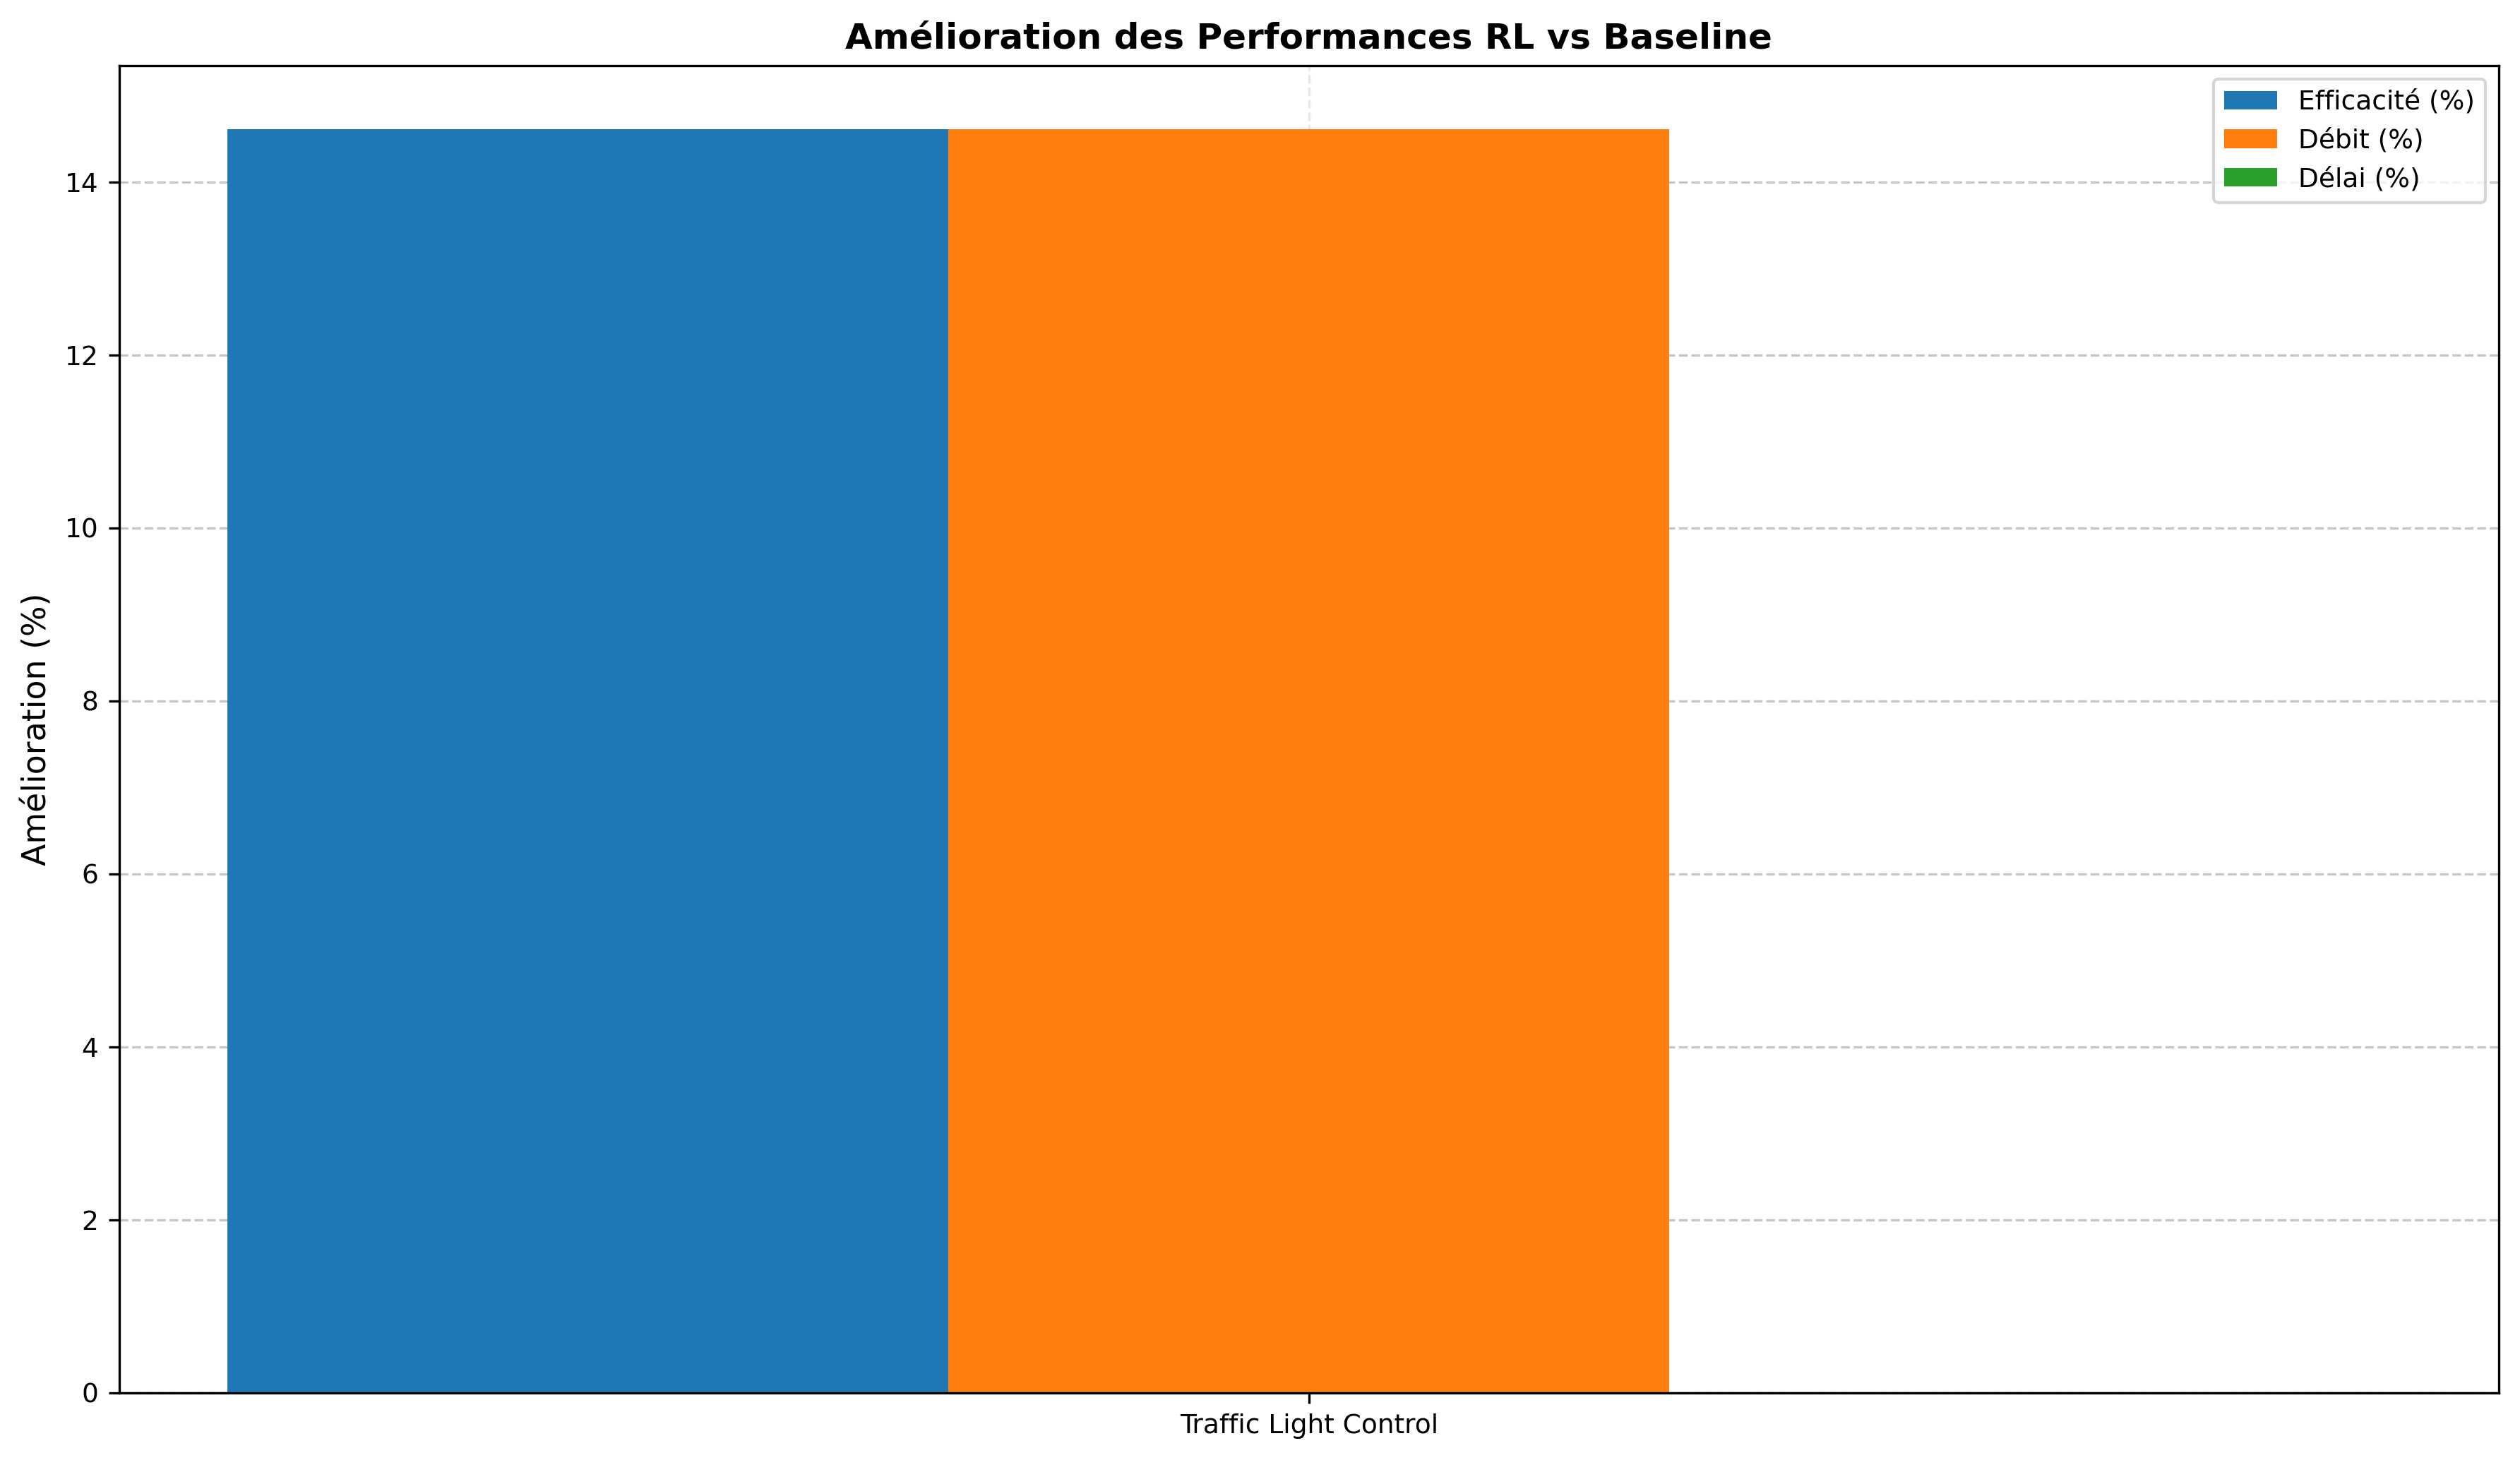 Amélioration des Performances RL vs Baseline
Efficacité (%)
Débit (%)
Délai (%)
Amélioration (%)
14
12
10
8
6
4
2
0
Traffic Light Control